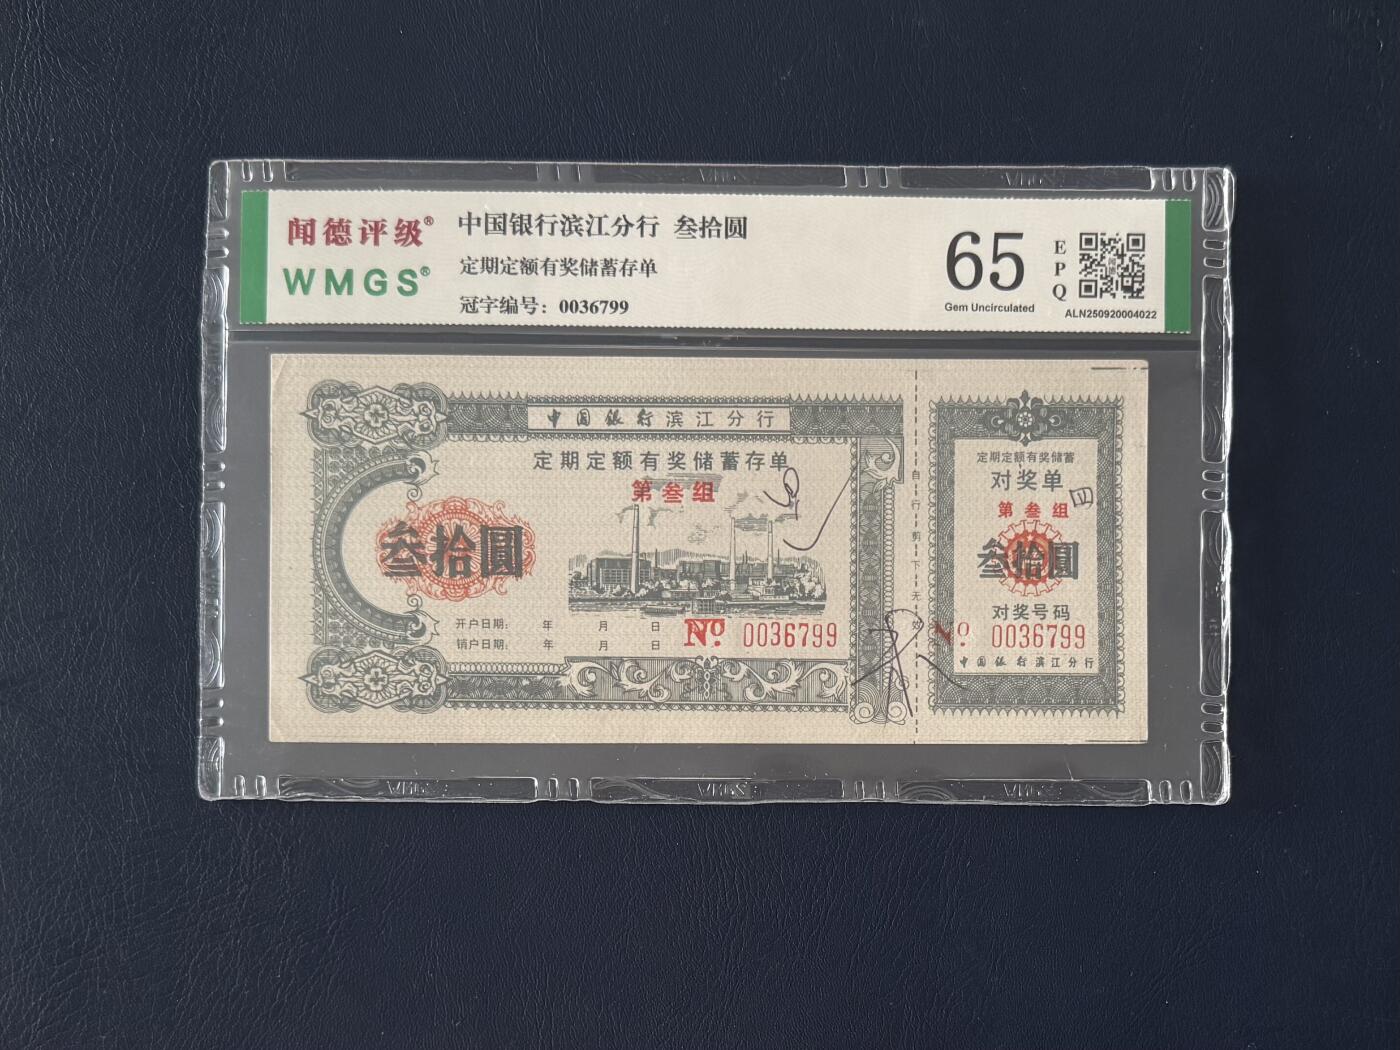 闻德评级®
WMGS®
中国银行滨江分行 叁拾圆
定期定额有奖储蓄存单
冠字编号：0036799
65
Gem Uncirculated
EPQ
ALN250920004022
中国银行滨江分行
定期定额有奖储蓄存单
第叁组
叁拾圆
开户日期： 年 月 日
销户日期： 年 月 日
No. 0036799
自行剪下无效
定期定额有奖储蓄
对奖单
第叁组
叁拾圆
对奖号码
No. 0036799
中国银行滨江分行